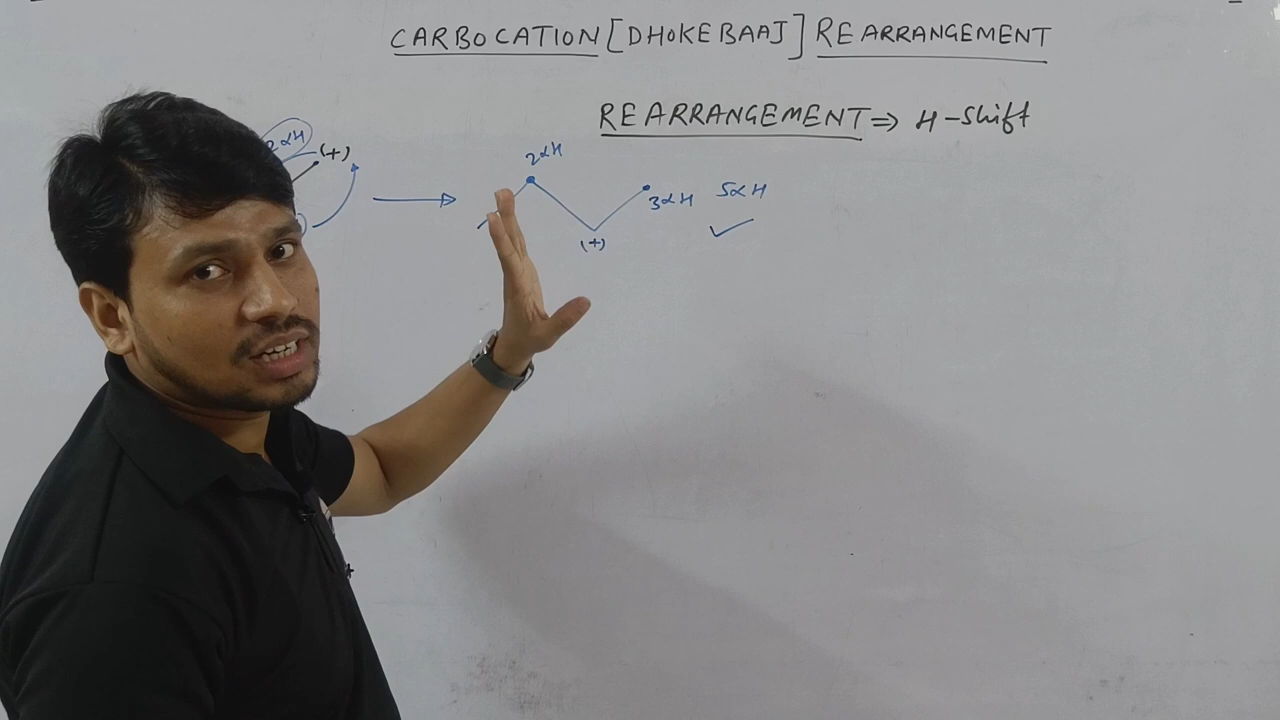 CARBOCATION [DHOKEBAAJ] REARRANGEMENT
REARRANGEMENT ⇒ H-Shift
2αH (+)
2αH
(+)
3αH 5αH ✓